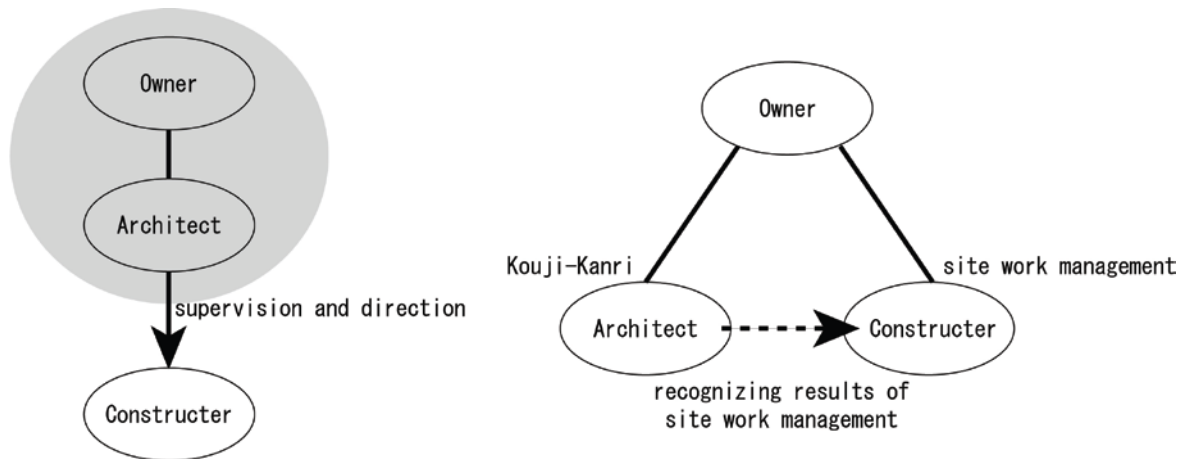 Owner
Architect
supervision and direction
Constructer
Owner
Kouji-Kanri
site work management
Architect
Constructer
recognizing results of
site work management